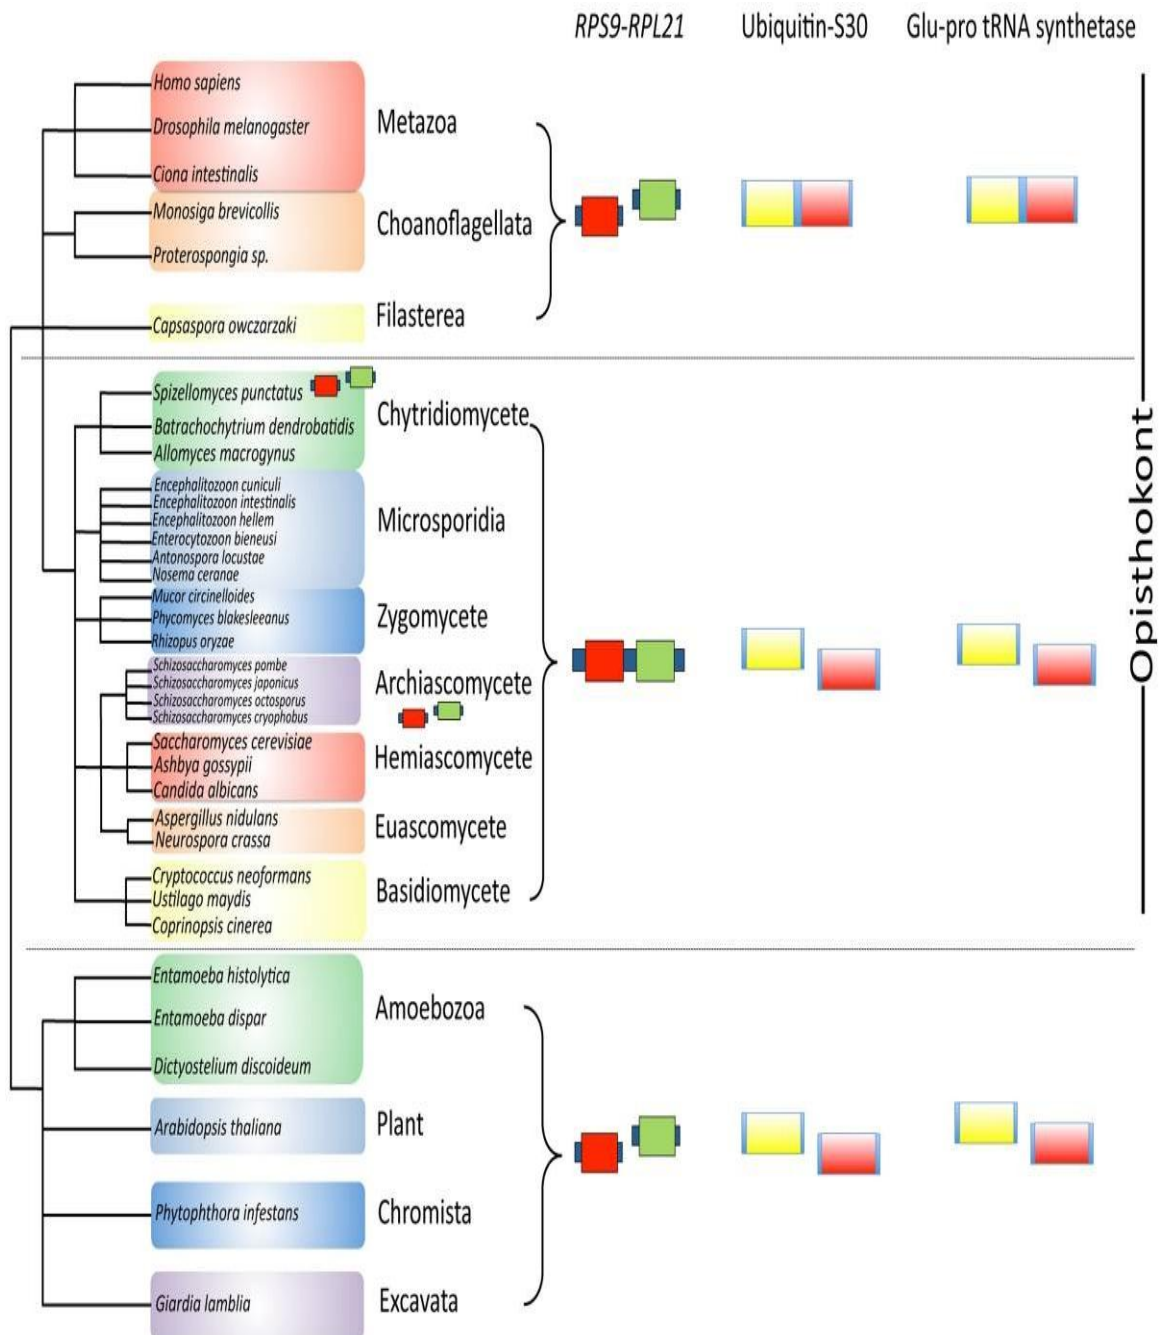 RPS9-RPL21 Ubiquitin-S30 Glu-pro tRNA synthetase
Homo sapiens
Metazoa
Drosophila melanogaster
Ciona intestinalis
Monosiga brevicollis
Choanoflagellata
Proterospongia sp.
Filasterea
Capsaspora owczarzaki
Spizellomyces punctatus
Chytridiomycete
Batrachochytrium dendrobatidis
Allomyces macrogynus
Encephalitozoon cuniculi
Encephalitozoon intestinalis
Encephalitozoon hellem
Microsporidia
Enterocytozoon bieneusi
Antonospora locustae
Nosema ceranae
Mucor circinelloides
Phycomyces blakesleeanus
Zygomycete
Rhizopus oryzae
Schizosaccharomyces pombe
Schizosaccharomyces japonicus
Archiascomycete
Schizosaccharomyces octosporus
Schizosaccharomyces cryophobus
Saccharomyces cerevisiae
Hemiascomycete
Ashbya gossypii
Candida albicans
Aspergillus nidulans
Euascomycete
Neurospora crassa
Cryptococcus neoformans
Basidiomycete
Ustilago maydis
Coprinopsis cinerea
Opisthokont
Entamoeba histolytica
Amoebozoa
Entamoeba dispar
Dictyostelium discoideum
Plant
Arabidopsis thaliana
Phytophthora infestans
Chromista
Giardia lamblia
Excavata